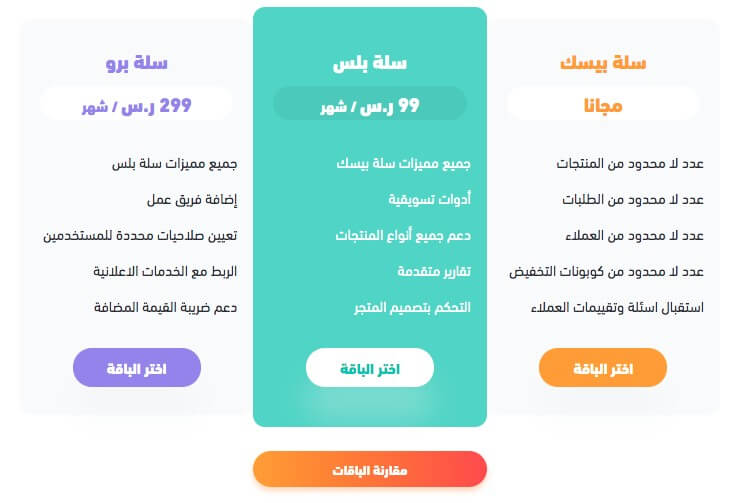 سلة بيسك
مجانا
عدد لا محدود من المنتجات
عدد لا محدود من الطلبات
عدد لا محدود من العملاء
عدد لا محدود من كوبونات التخفيض
استقبال اسئلة وتقييمات العملاء
اختر الباقة
سلة بلس
99 ر.س / شهر
جميع مميزات سلة بيسك
أدوات تسويقية
دعم جميع أنواع المنتجات
تقارير متقدمة
التحكم بتصميم المتجر
اختر الباقة
سلة برو
299 ر.س / شهر
جميع مميزات سلة بلس
إضافة فريق عمل
تعيين صلاحيات محددة للمستخدمين
الربط مع الخدمات الاعلانية
دعم ضريبة القيمة المضافة
اختر الباقة
مقارنة الباقات